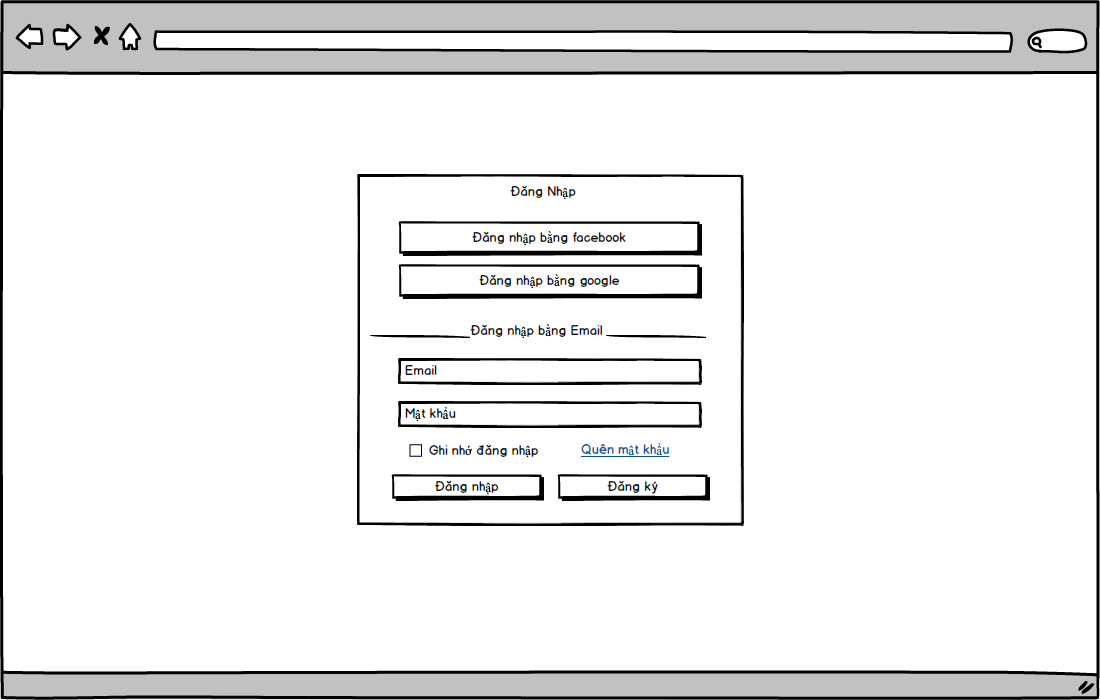 Đăng Nhập
Đăng nhập bằng facebook
Đăng nhập bằng google
Đăng nhập bằng Email
Email
Mật khẩu
Ghi nhớ đăng nhập Quên mật khẩu
Đăng nhập Đăng ký